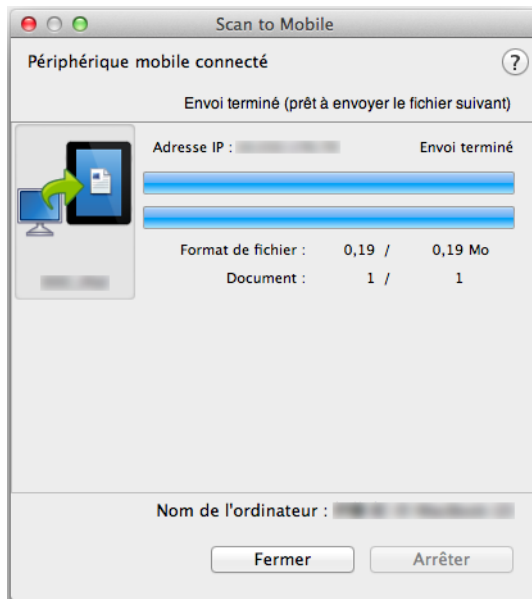 Scan to Mobile
Périphérique mobile connecté
?
Envoi terminé (prêt à envoyer le fichier suivant)
Adresse IP : Envoi terminé
Format de fichier : 0,19 / 0,19 Mo
Document : 1 / 1
Nom de l'ordinateur :
Fermer Arrêter